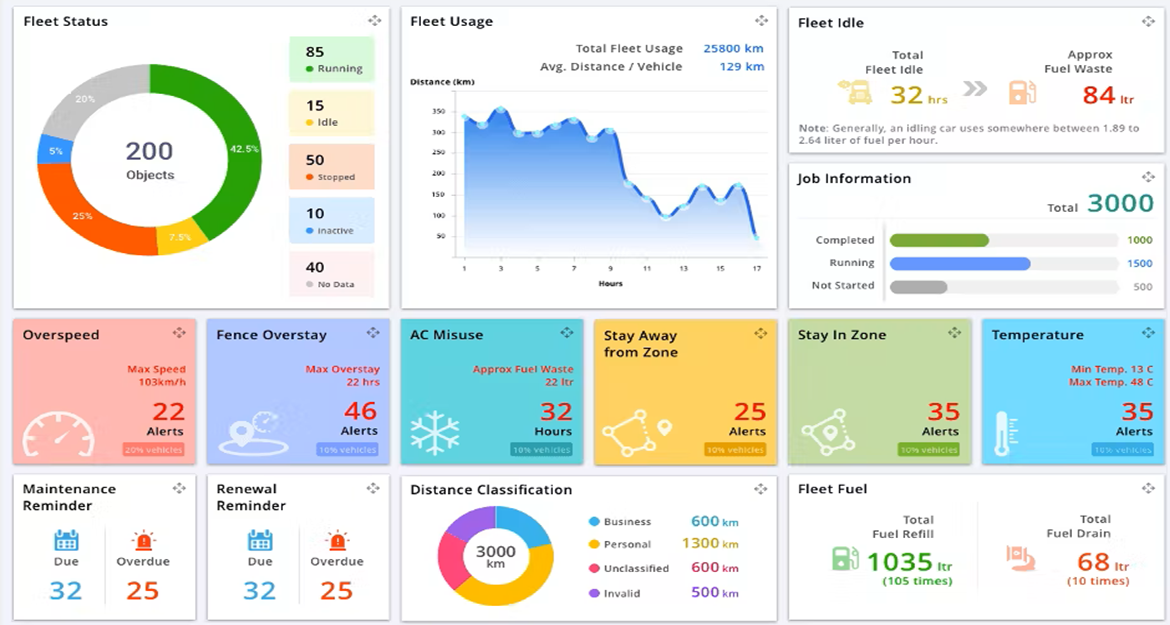 Fleet Status
20%
42.5%
5%
25%
7.5%
200
Objects
85
Running
15
Idle
50
Stopped
10
Inactive
40
No Data
Fleet Usage
Total Fleet Usage 25800 km
Avg. Distance / Vehicle 129 km
Distance (km)
350
300
250
200
150
100
50
1 3 5 7 9 11 13 15 17
Hours
Fleet Idle
Total
Fleet Idle
32 hrs
Approx
Fuel Waste
84 ltr
Note: Generally, an idling car uses somewhere between 1.89 to
2.64 liter of fuel per hour.
Job Information
Total 3000
Completed 1000
Running 1500
Not Started 500
Overspeed
Max Speed
103km/h
22
Alerts
20% vehicles
Fence Overstay
Max Overstay
22 hrs
46
Alerts
10% vehicles
AC Misuse
Approx Fuel Waste
22 ltr
32
Hours
10% vehicles
Stay Away
from Zone
25
Alerts
10% vehicles
Stay In Zone
35
Alerts
10% vehicles
Temperature
Min Temp. 13 C
Max Temp. 48 C
35
Alerts
10% vehicles
Maintenance
Reminder
Due
32
Overdue
25
Renewal
Reminder
Due
32
Overdue
25
Distance Classification
3000
km
Business 600 km
Personal 1300 km
Unclassified 600 km
Invalid 500 km
Fleet Fuel
Total
Fuel Refill
1035 ltr
(105 times)
Total
Fuel Drain
68 ltr
(10 times)